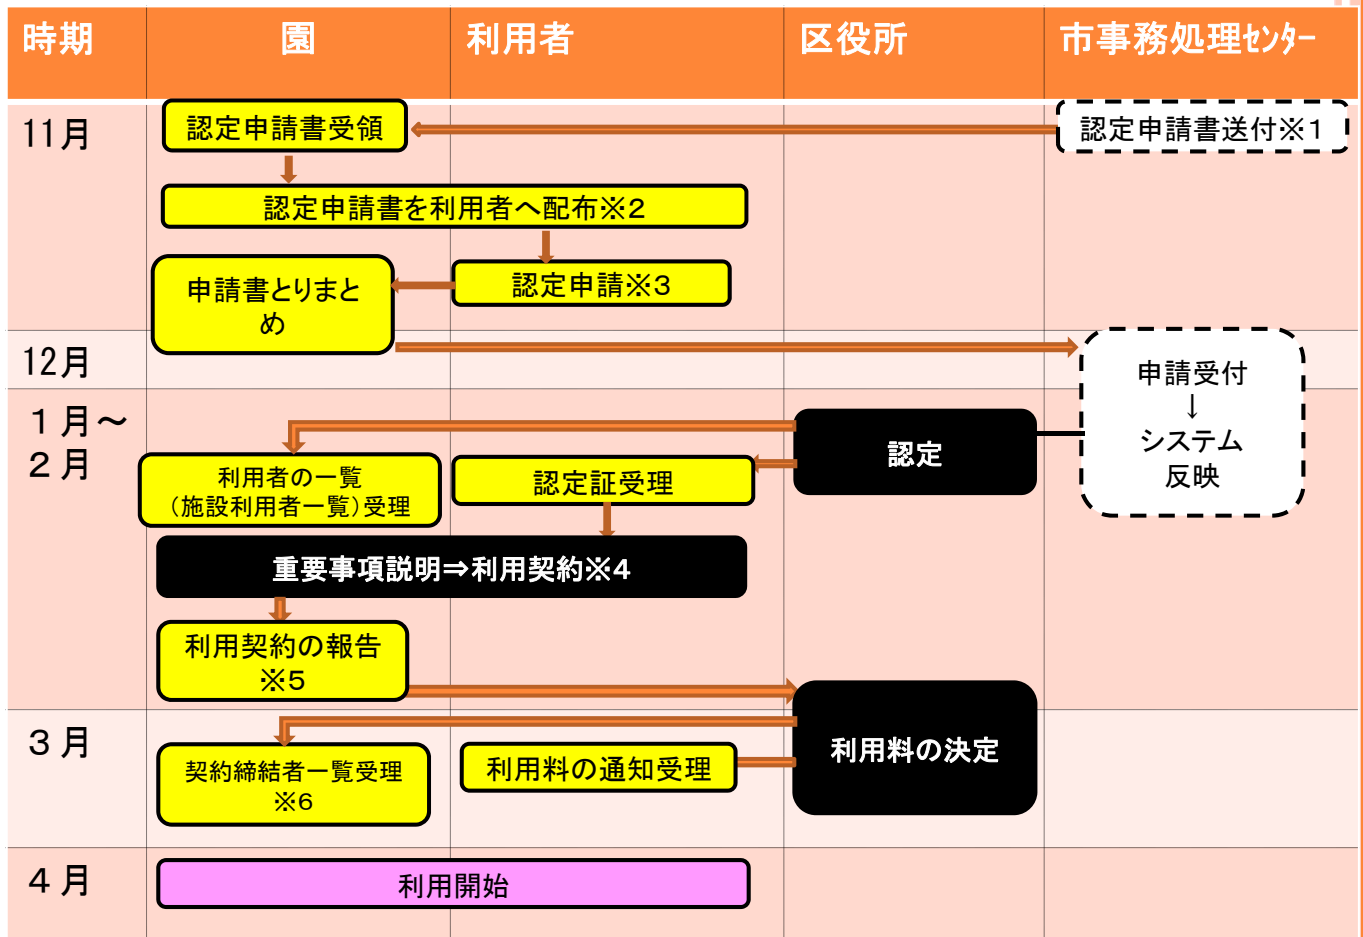 時期
園
利用者
区役所
市事務処理ｾﾝﾀｰ
11月
認定申請書受領
認定申請書送付※１
認定申請書を利用者へ配布※２
認定申請※３
申請書とりまと
め
12月
申請受付
↓
システム
反映
１月～
２月
認定
利用者の一覧
（施設利用者一覧）受理
認定証受理
重要事項説明⇒利用契約※４
利用契約の報告
※５
３月
利用料の決定
契約締結者一覧受理
※６
利用料の通知受理
４月
利用開始